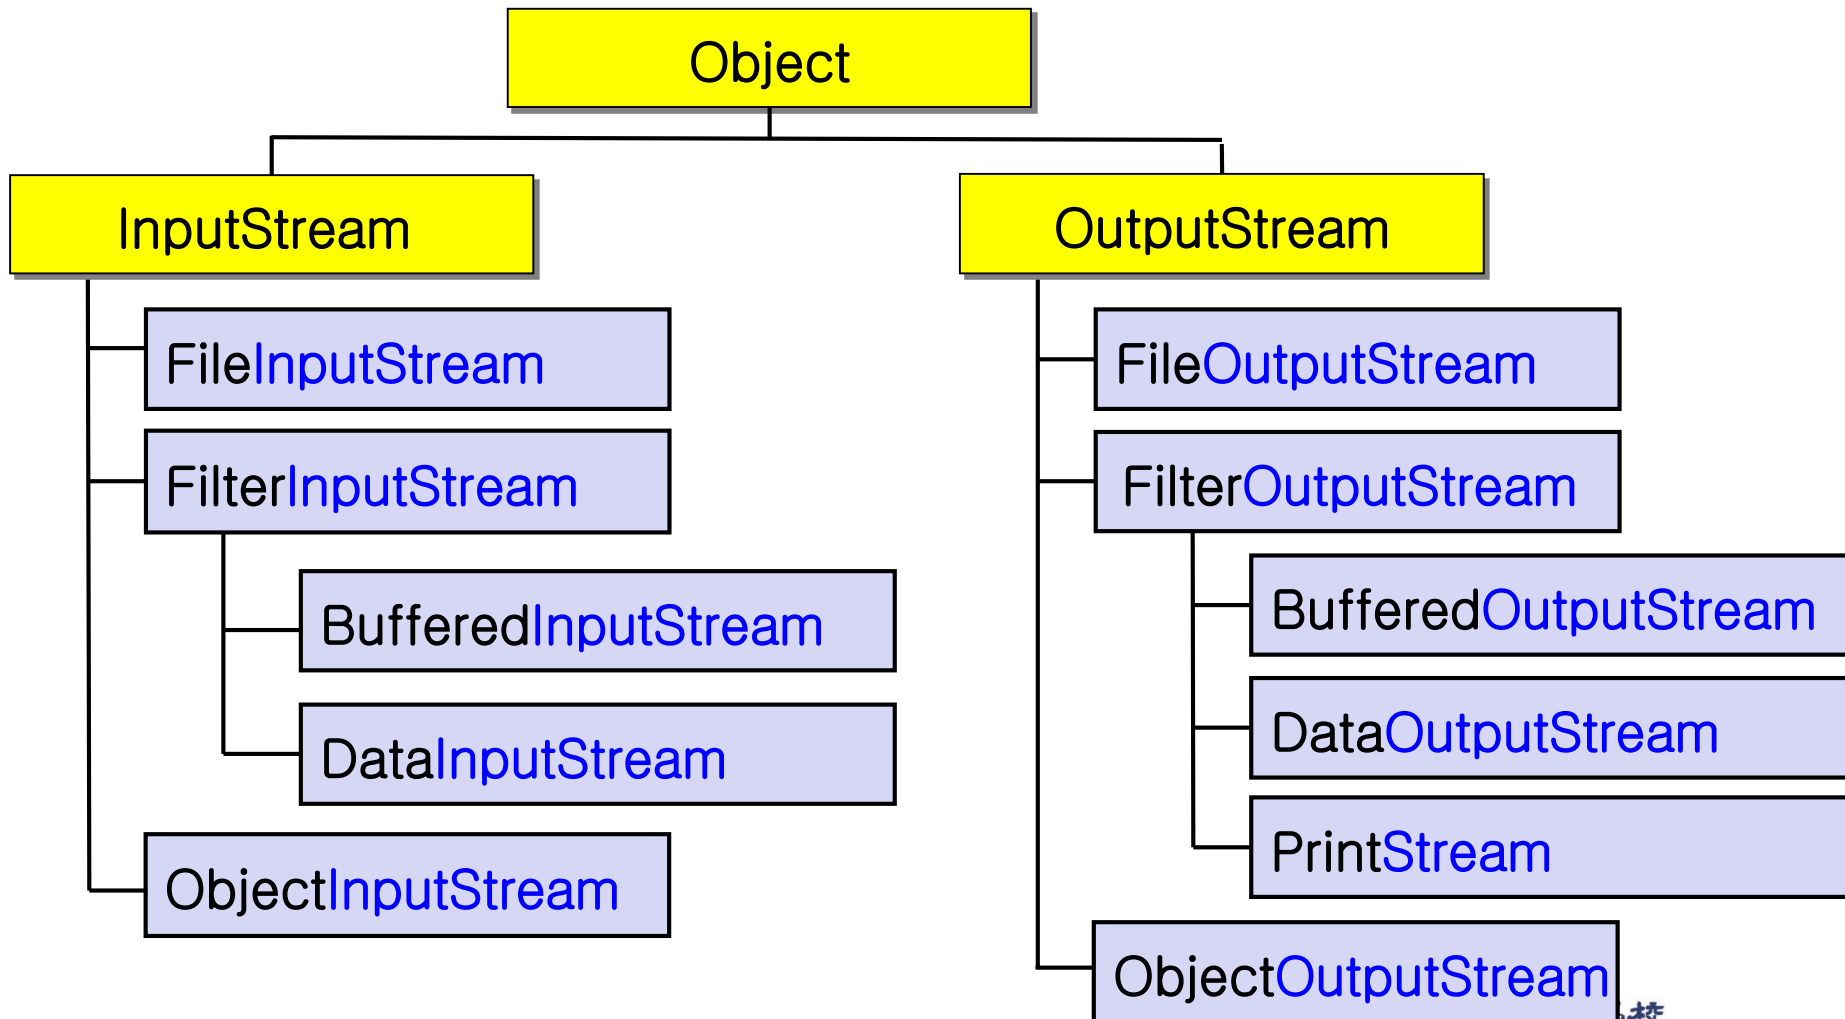 Object
InputStream
OutputStream
FileInputStream
FilterInputStream
BufferedInputStream
DataInputStream
ObjectInputStream
FileOutputStream
FilterOutputStream
BufferedOutputStream
DataOutputStream
PrintStream
ObjectOutputStream